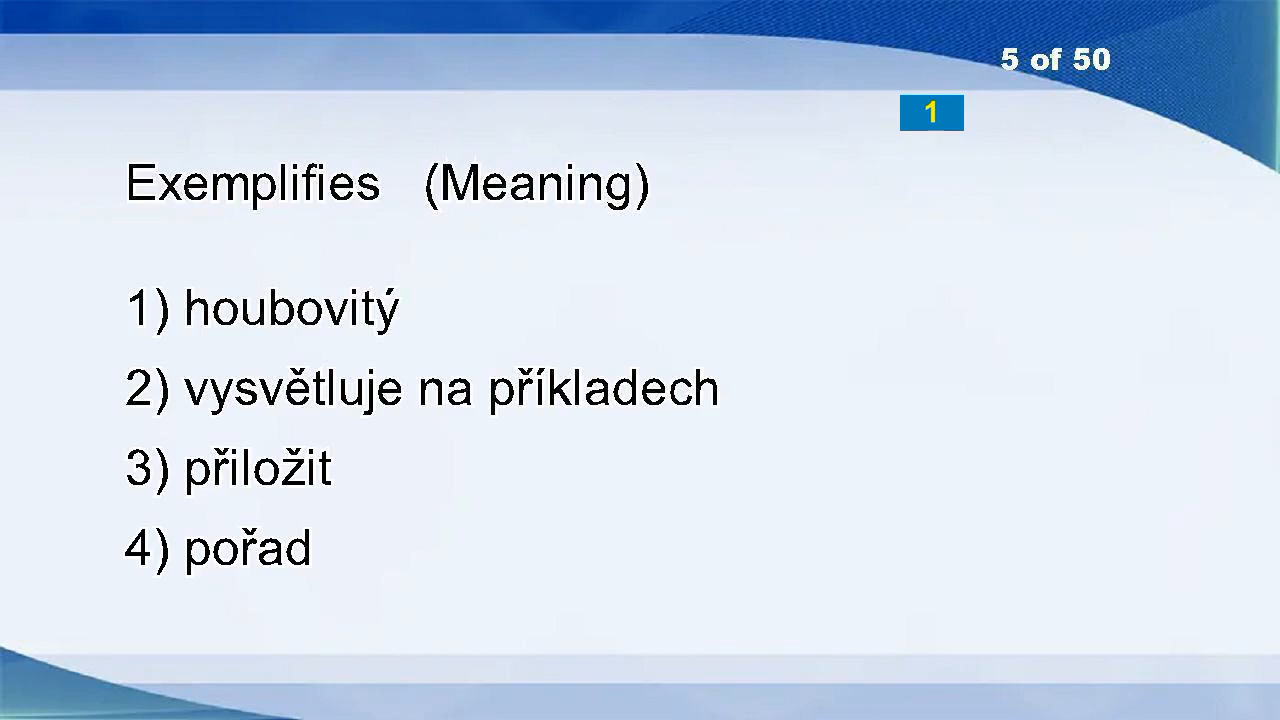 5 of 50
1
Exemplifies (Meaning)
1) houbovitý
2) vysvětluje na příkladech
3) přiložit
4) pořad